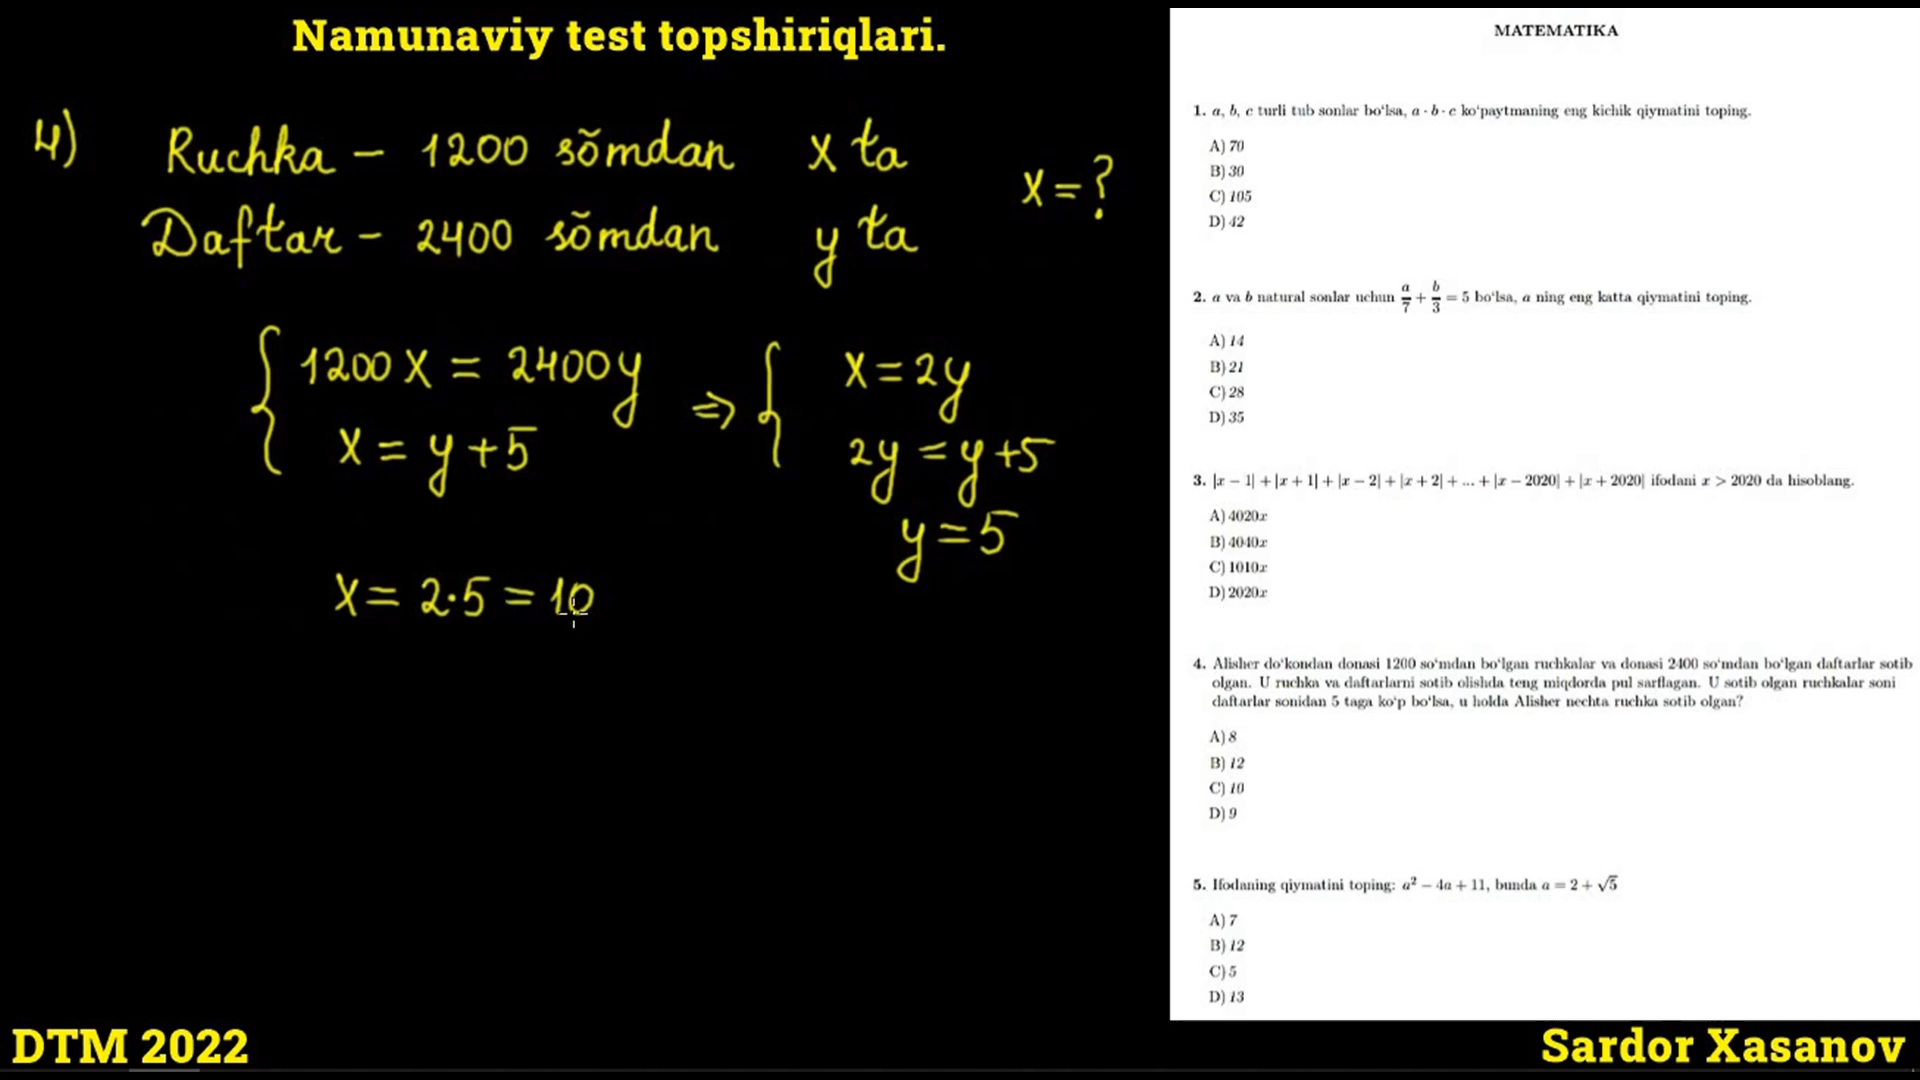 Namunaviy test topshiriqlari.
4) Ruchka – 1200 sõmdan x ta
Daftar – 2400 sõmdan y ta
x = ?
1200x = 2400y
x = y + 5
⇒
x = 2y
2y = y + 5
y = 5
x = 2·5 = 10
MATEMATIKA
1. a, b, c turli tub sonlar bo‘lsa, a · b · c ko‘paytmaning eng kichik qiymatini toping.
A) 70
B) 30
C) 105
D) 42
2. a va b natural sonlar uchun a/7 + b/3 = 5 bo‘lsa, a ning eng katta qiymatini toping.
A) 14
B) 21
C) 28
D) 35
3. |x − 1| + |x + 1| + |x − 2| + |x + 2| + ... + |x − 2020| + |x + 2020| ifodani x > 2020 da hisoblang.
A) 4020x
B) 4040x
C) 1010x
D) 2020x
4. Alisher do‘kondan donasi 1200 so‘mdan bo‘lgan ruchkalar va donasi 2400 so‘mdan bo‘lgan daftarlar sotib
olgan. U ruchka va daftarlarni sotib olishda teng miqdorda pul sarflagan. U sotib olgan ruchkalar soni
daftarlar sonidan 5 taga ko‘p bo‘lsa, u holda Alisher nechta ruchka sotib olgan?
A) 8
B) 12
C) 10
D) 9
5. Ifodaning qiymatini toping: a² − 4a + 11, bunda a = 2 + √5
A) 7
B) 12
C) 5
D) 13
DTM 2022
Sardor Xasanov